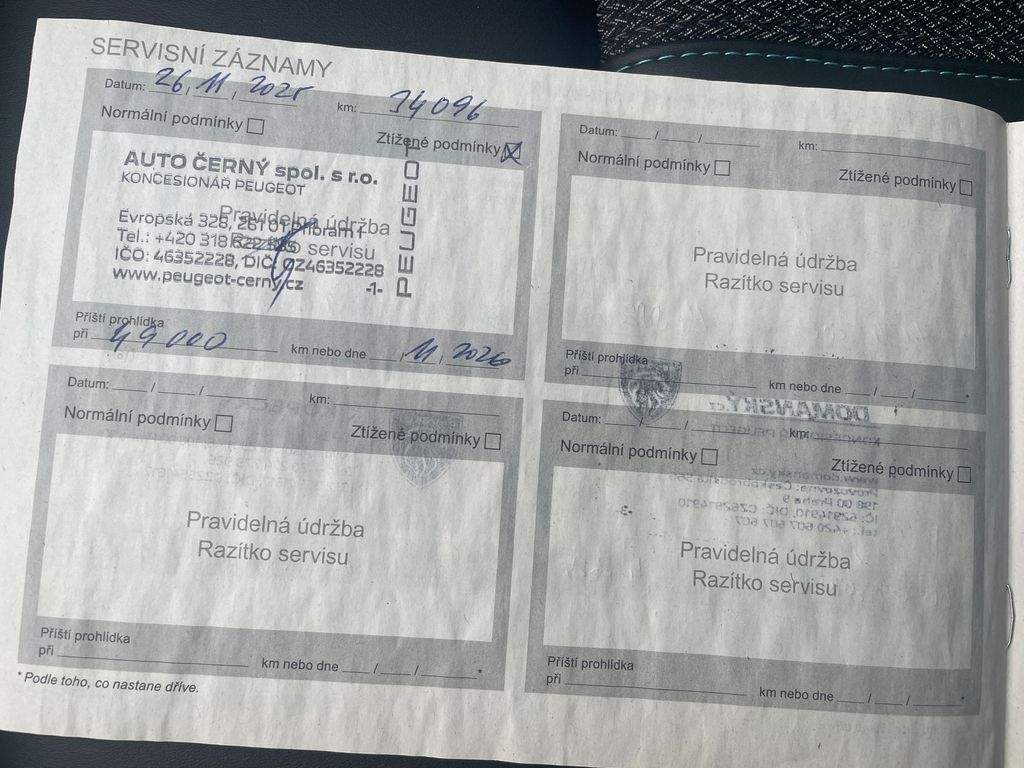 SERVISNÍ ZÁZNAMY
Datum: 26, 11, 2025 km: 34096
Normální podmínky
Ztížené podmínky
AUTO ČERNÝ spol. s r.o.
KONCESIONÁŘ PEUGEOT
PEUGEOT
Pravidelná údržba
Razítko servisu
Evropská 328, 261 01 Příbram I
Tel.: +420 318 622
IČO: 46352228, DIČ: CZ46352228
www.peugeot-cerny.cz -1-
Příští prohlídka
při 49 000 km nebo dne , 11, 2026
Datum: / / km:
Normální podmínky
Ztížené podmínky
Pravidelná údržba
Razítko servisu
Příští prohlídka
při km nebo dne / / *
Datum: / / km:
Normální podmínky
Ztížené podmínky
Pravidelná údržba
Razítko servisu
Příští prohlídka
při km nebo dne / / *
* Podle toho, co nastane dříve.
Datum: / / km:
Normální podmínky
Ztížené podmínky
Pravidelná údržba
Razítko servisu
Příští prohlídka
při km nebo dne / / *